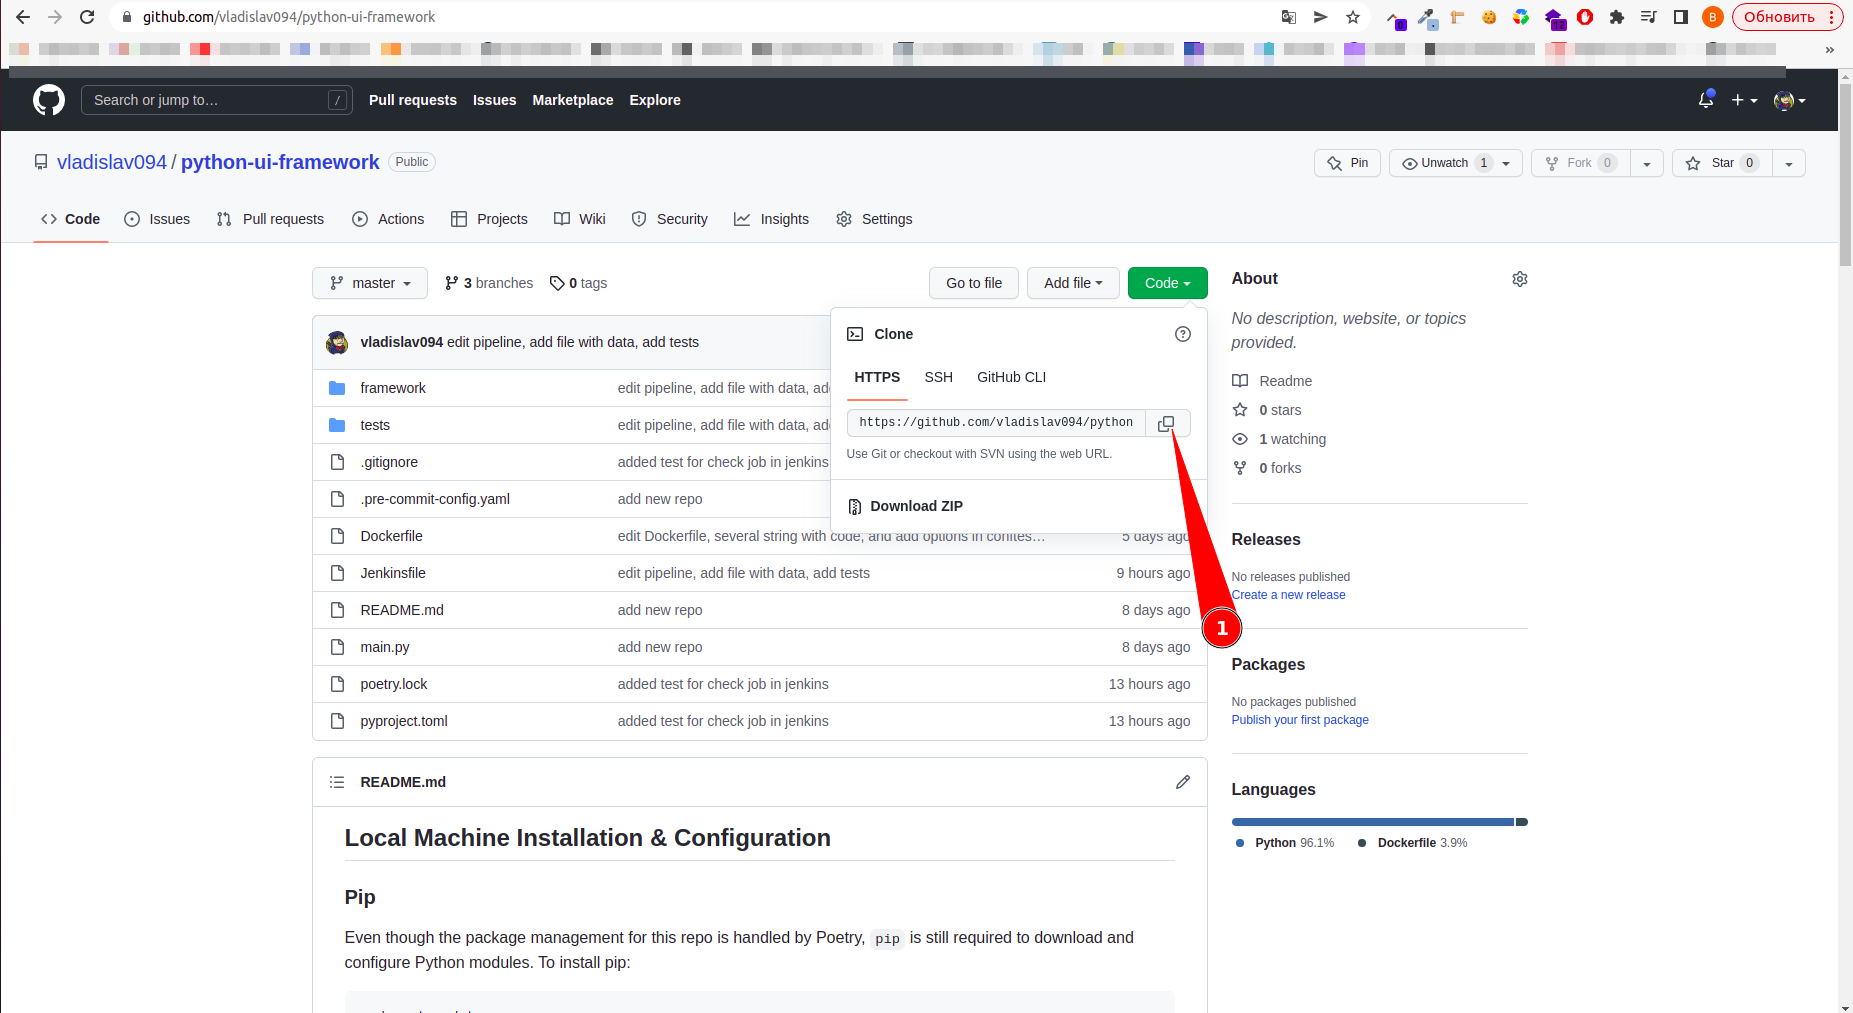 github.com/vladislav094/python-ui-framework
0
12
B
Обновить
»
Search or jump to…
/
Pull requests
Issues
Marketplace
Explore
vladislav094 / python-ui-framework
Public
Pin
Unwatch 1
Fork 0
Star 0
Code
Issues
Pull requests
Actions
Projects
Wiki
Security
Insights
Settings
master
3 branches
0 tags
Go to file
Add file
Code
vladislav094 edit pipeline, add file with data, add tests
framework edit pipeline, add file with data, ad
tests edit pipeline, add file with data, ad
.gitignore added test for check job in jenkins
.pre-commit-config.yaml add new repo
Dockerfile edit Dockerfile, several string with code, and add options in conftes… 5 days ago
Jenkinsfile edit pipeline, add file with data, add tests 9 hours ago
README.md add new repo 8 days ago
main.py add new repo 8 days ago
poetry.lock added test for check job in jenkins 13 hours ago
pyproject.toml added test for check job in jenkins 13 hours ago
Clone
HTTPS SSH GitHub CLI
https://github.com/vladislav094/python
Use Git or checkout with SVN using the web URL.
Download ZIP
1
README.md
Local Machine Installation & Configuration
Pip
Even though the package management for this repo is handled by Poetry, pip is still required to download and
configure Python modules. To install pip:
About
No description, website, or topics
provided.
Readme
0 stars
1 watching
0 forks
Releases
No releases published
Create a new release
Packages
No packages published
Publish your first package
Languages
Python 96.1% Dockerfile 3.9%